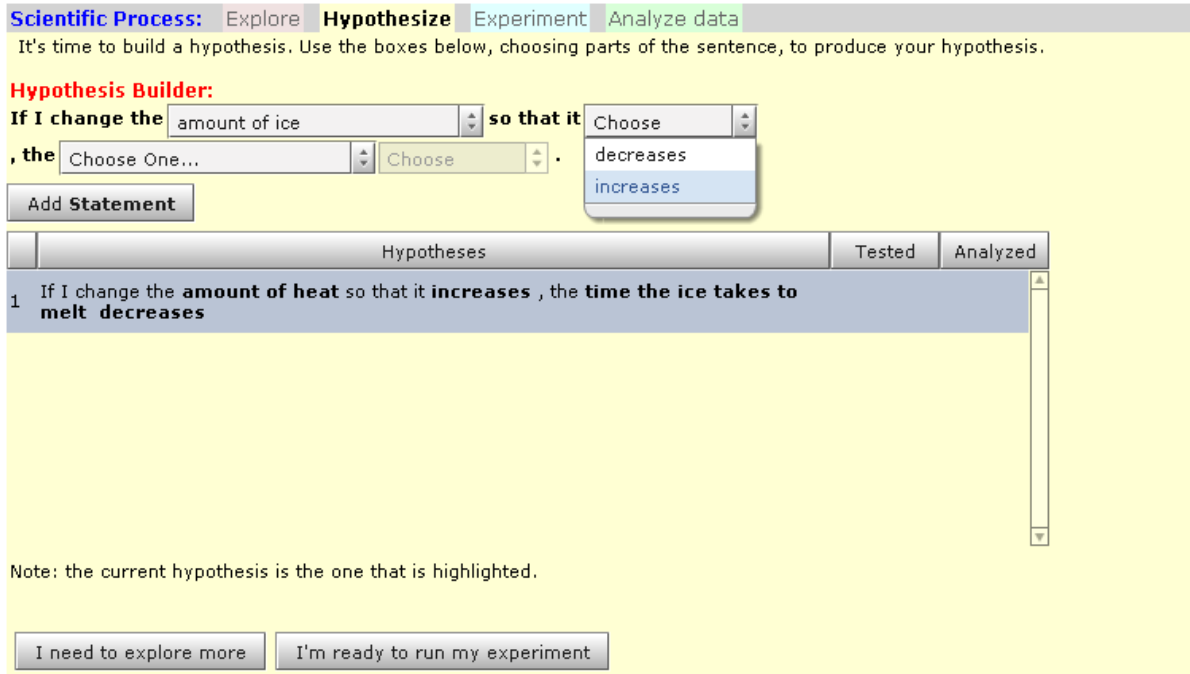 Scientific Process: Explore Hypothesize Experiment Analyze data
It's time to build a hypothesis. Use the boxes below, choosing parts of the sentence, to produce your hypothesis.
Hypothesis Builder:
If I change the amount of ice so that it Choose
decreases
increases
, the Choose One... Choose .
Add Statement
Hypotheses Tested Analyzed
1 If I change the amount of heat so that it increases , the time the ice takes to
melt decreases
Note: the current hypothesis is the one that is highlighted.
I need to explore more I'm ready to run my experiment